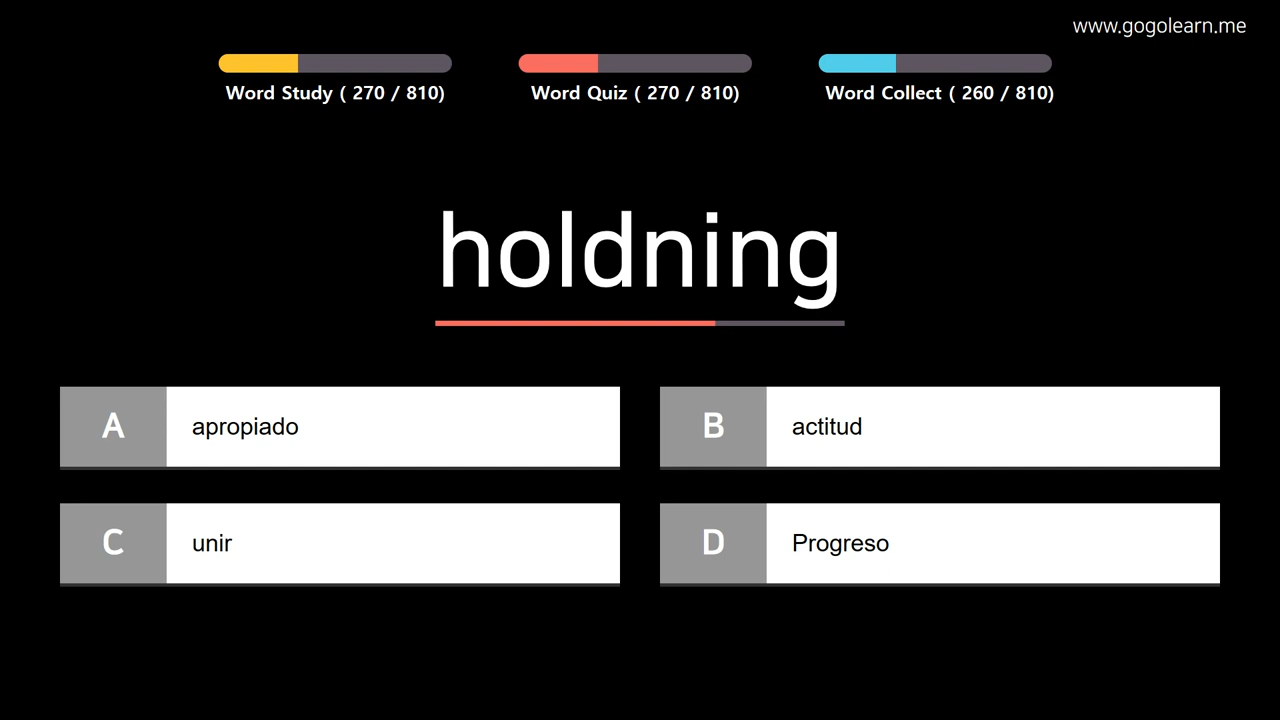 www.gogolearn.me
Word Study ( 270 / 810)
Word Quiz ( 270 / 810)
Word Collect ( 260 / 810)
holdning
A apropiado
B actitud
C unir
D Progreso